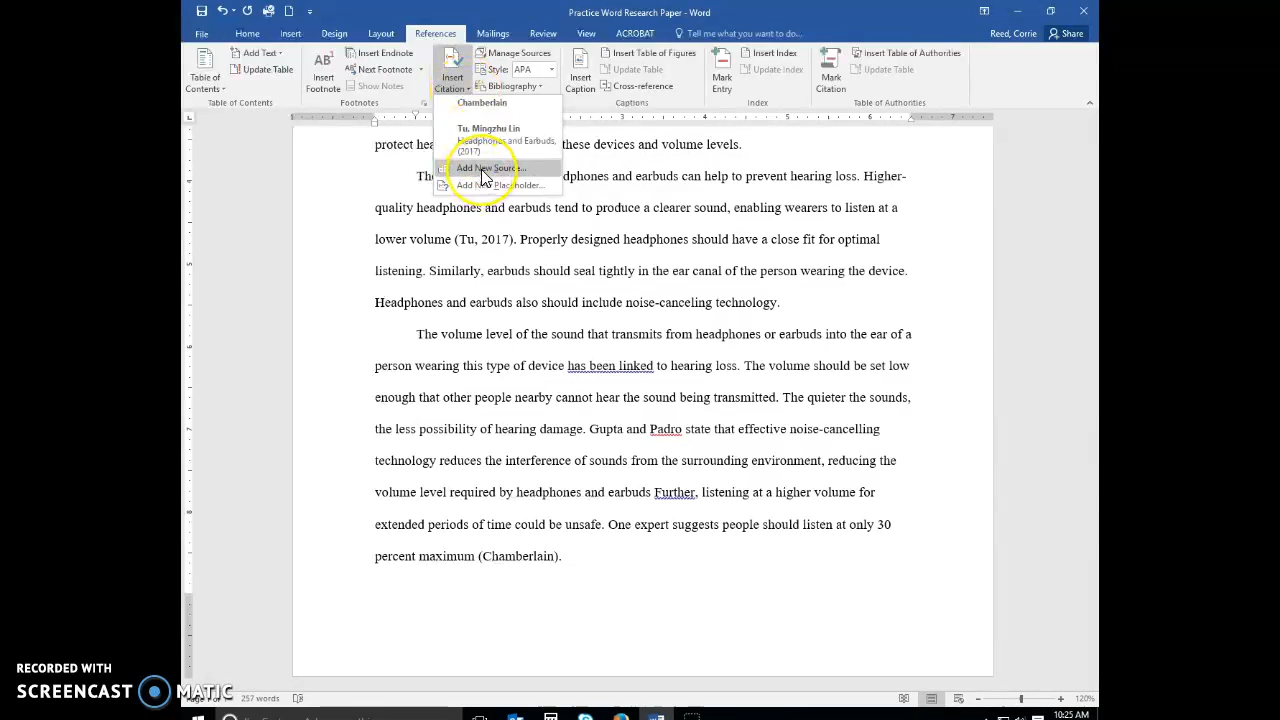 Practice Word Research Paper - Word
File Home Insert Design Layout References Mailings Review View ACROBAT Tell me what you want to do... Reed, Corrie Share
Table of Contents
Add Text
Update Table
Table of Contents
AB
Insert Footnote
Insert Endnote
Next Footnote
Show Notes
Footnotes
Insert Citation
Manage Sources
Style: APA
Bibliography
Insert Caption
Insert Table of Figures
Update Table
Cross-reference
Captions
Mark Entry
Insert Index
Update Index
Index
Mark Citation
Insert Table of Authorities
Update Table
Table of Authorities
Chamberlain
Tu, Mingzhu Lin
Headphones and Earbuds,
(2017)
Add New Source...
Add New Placeholder...
protect these devices and volume levels.
headphones and earbuds can help to prevent hearing loss. Higher-
quality headphones and earbuds tend to produce a clearer sound, enabling wearers to listen at a
lower volume (Tu, 2017). Properly designed headphones should have a close fit for optimal
listening. Similarly, earbuds should seal tightly in the ear canal of the person wearing the device.
Headphones and earbuds also should include noise-canceling technology.
The volume level of the sound that transmits from headphones or earbuds into the ear of a
person wearing this type of device has been linked to hearing loss. The volume should be set low
enough that other people nearby cannot hear the sound being transmitted. The quieter the sounds,
the less possibility of hearing damage. Gupta and Padro state that effective noise-cancelling
technology reduces the interference of sounds from the surrounding environment, reducing the
volume level required by headphones and earbuds Further, listening at a higher volume for
extended periods of time could be unsafe. One expert suggests people should listen at only 30
percent maximum (Chamberlain).
RECORDED WITH
SCREENCAST MATIC
257 words
120%
10:25 AM